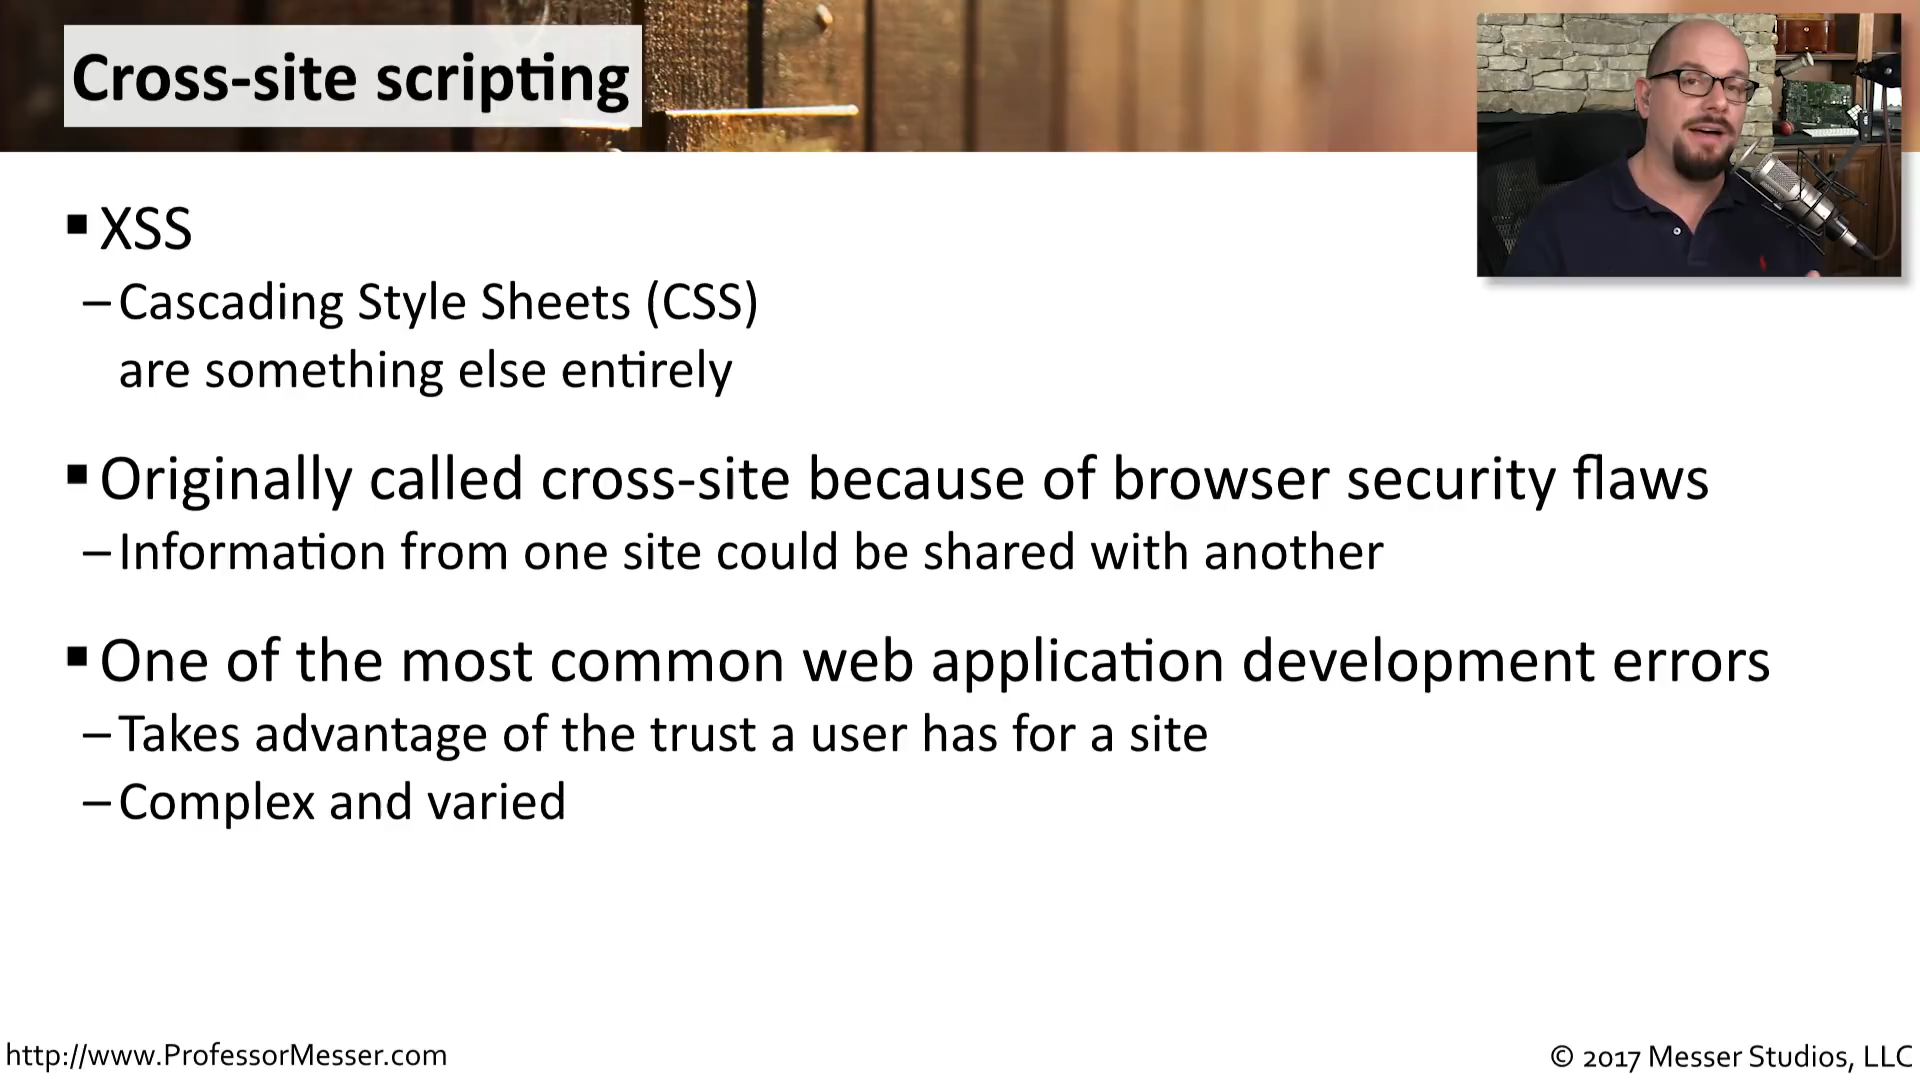 Cross-site scripting
▪ XSS
– Cascading Style Sheets (CSS)
are something else entirely
▪ Originally called cross-site because of browser security flaws
– Information from one site could be shared with another
▪ One of the most common web application development errors
– Takes advantage of the trust a user has for a site
– Complex and varied
http://www.ProfessorMesser.com
© 2017 Messer Studios, LLC